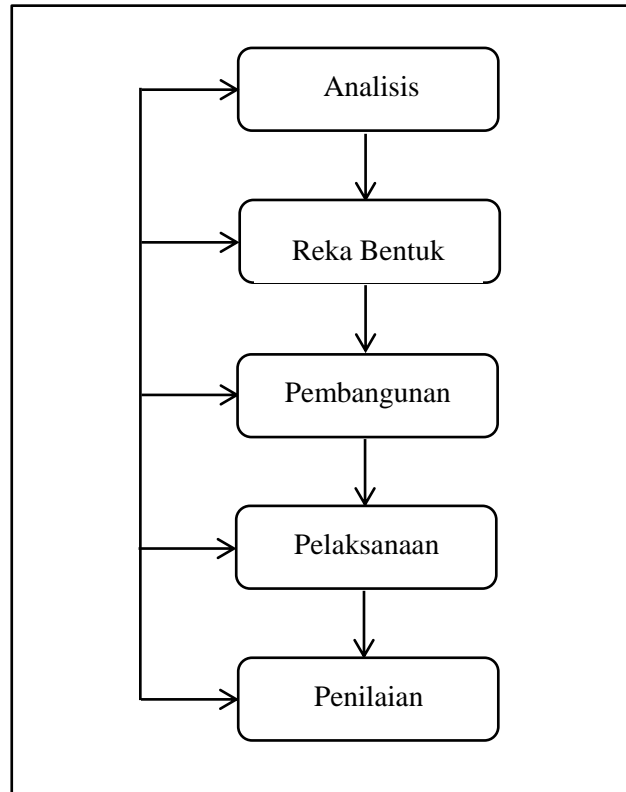 Analisis
Reka Bentuk
Pembangunan
Pelaksanaan
Penilaian